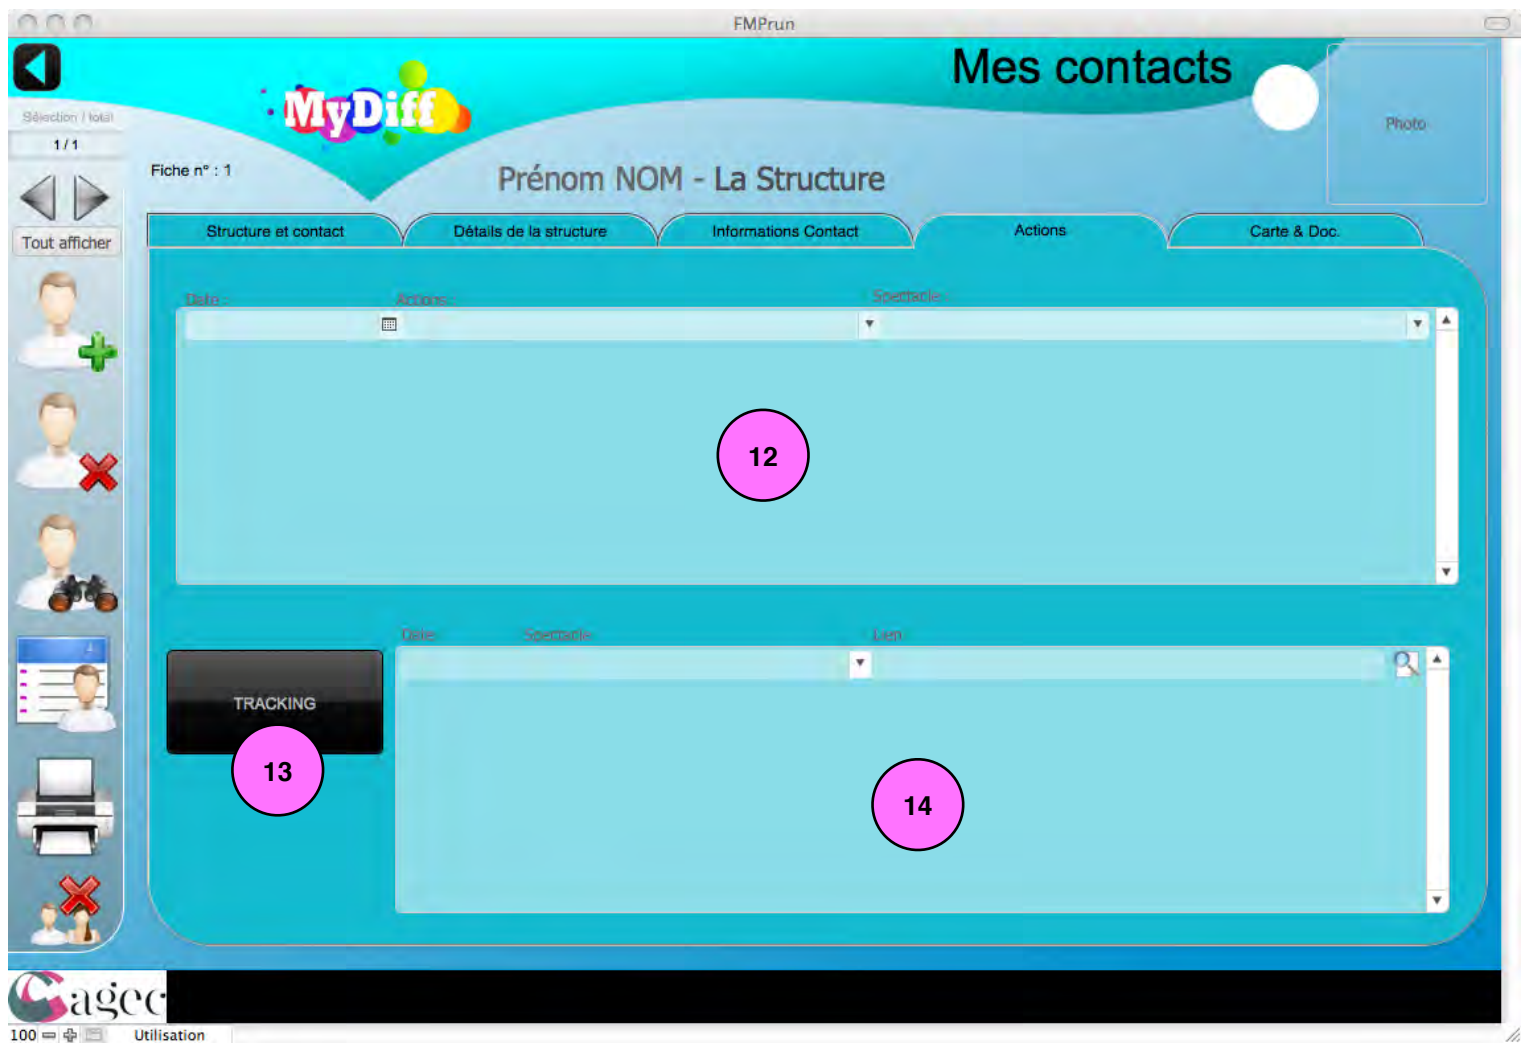 FMPrun
Mes contacts
MyDiff
Photo
Sélection / total
1 / 1
Fiche n° : 1
Prénom NOM - La Structure
Tout afficher
Structure et contact
Détails de la structure
Informations Contact
Actions
Carte & Doc.
Date :
Actions :
Spectacle :
12
Date
Spectacle
Lien
TRACKING
13
14
Cagec
100
Utilisation